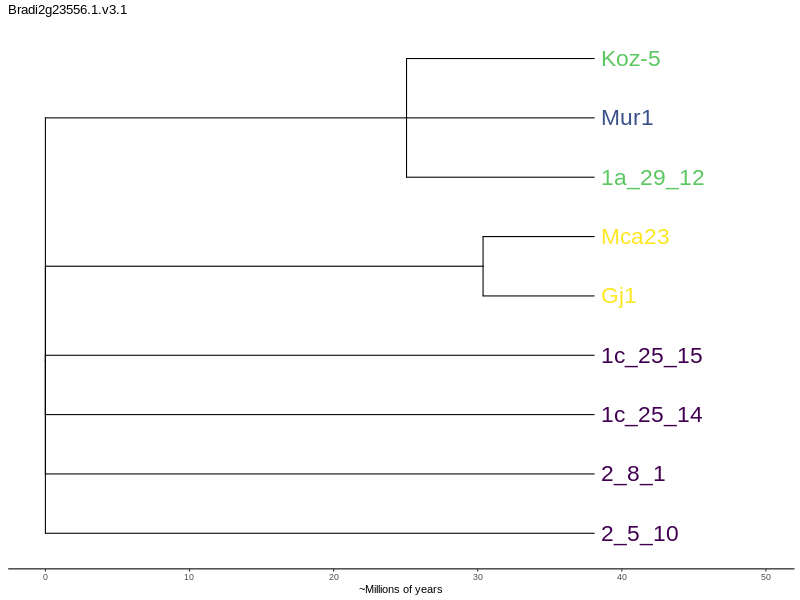 Bradi2g23556.1.v3.1
Koz-5
Mur1
1a_29_12
Mca23
Gj1
1c_25_15
1c_25_14
2_8_1
2_5_10
0 10 20 30 40 50
~Millions of years